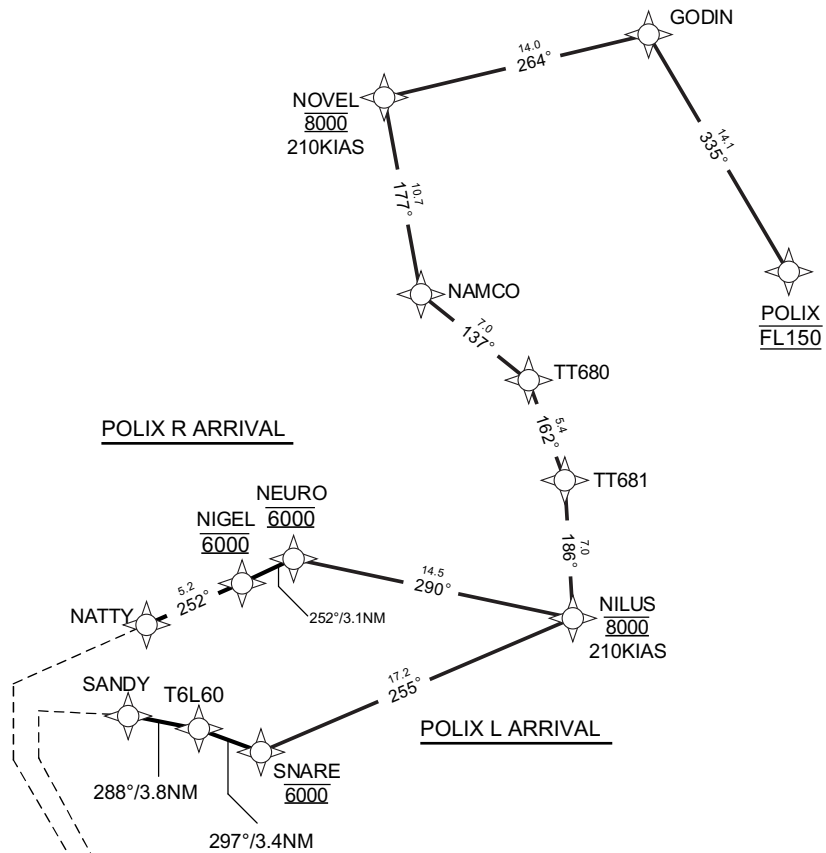 GODIN
14.0
264°
NOVEL
8000
210KIAS
14.1
335°
10.7
177°
NAMCO
POLIX
FL150
7.0
137°
TT680
5.4
162°
POLIX R ARRIVAL
TT681
NEURO
6000
NIGEL
6000
7.0
186°
14.5
290°
5.2
252°
252°/3.1NM
NATTY
NILUS
8000
210KIAS
17.2
255°
SANDY
T6L60
POLIX L ARRIVAL
SNARE
6000
288°/3.8NM
297°/3.4NM